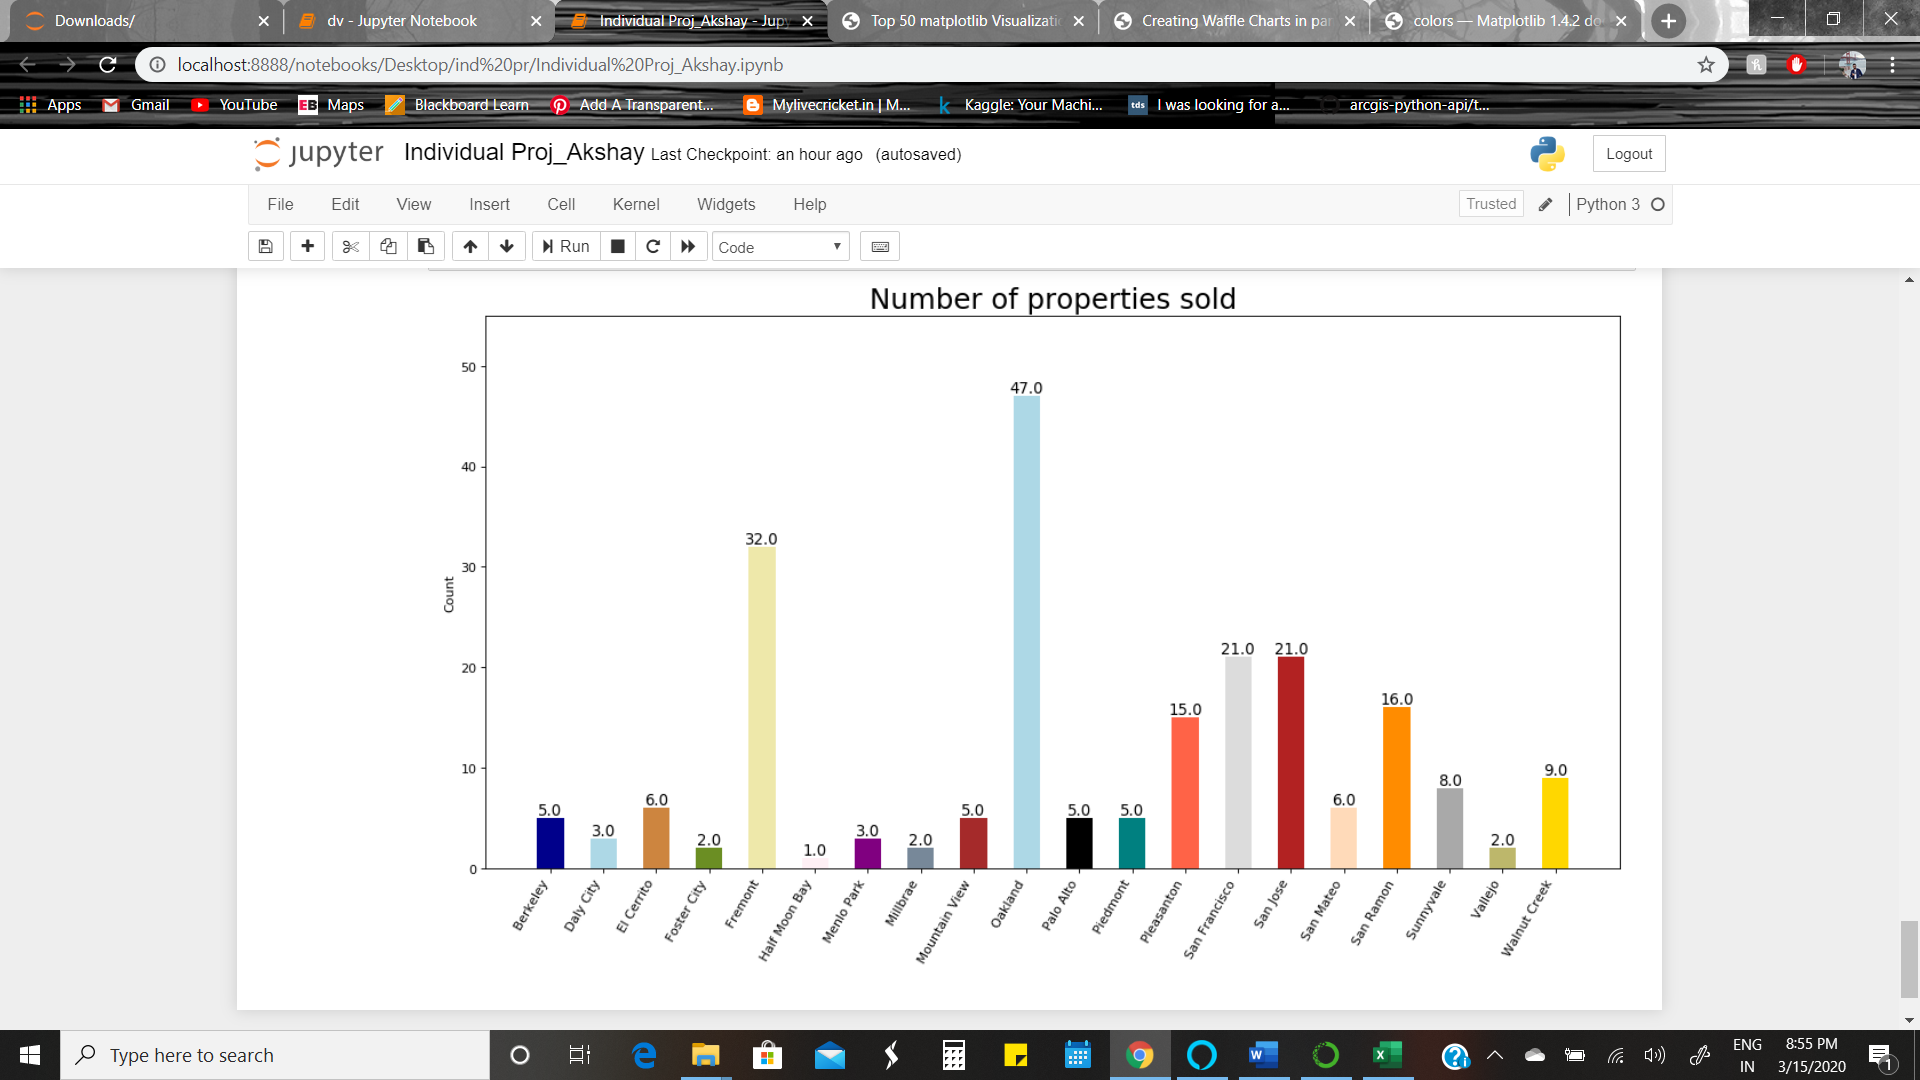 Downloads/
dv - Jupyter Notebook
Individual Proj_Akshay - Jup
Top 50 matplotlib Visualizati
Creating Waffle Charts in pa
colors — Matplotlib 1.4.2 do
localhost:8888/notebooks/Desktop/ind%20pr/Individual%20Proj_Akshay.ipynb
Apps Gmail YouTube EB Maps Blackboard Learn Add A Transparent... Mylivecricket.in | M... k Kaggle: Your Machi... tds I was looking for a... arcgis-python-api/t...
jupyter Individual Proj_Akshay Last Checkpoint: an hour ago (autosaved)
Logout
File Edit View Insert Cell Kernel Widgets Help
Trusted Python 3
Run Code
Number of properties sold
Count
50
40
30
20
10
0
5.0 3.0 6.0 2.0 32.0 1.0 3.0 2.0 5.0 47.0 5.0 5.0 15.0 21.0 21.0 6.0 16.0 8.0 2.0 9.0
Berkeley
Daly City
El Cerrito
Foster City
Fremont
Half Moon Bay
Menlo Park
Millbrae
Mountain View
Oakland
Palo Alto
Piedmont
Pleasanton
San Francisco
San Jose
San Mateo
San Ramon
Sunnyvale
Vallejo
Walnut Creek
Type here to search
ENG
IN
8:55 PM
3/15/2020
1